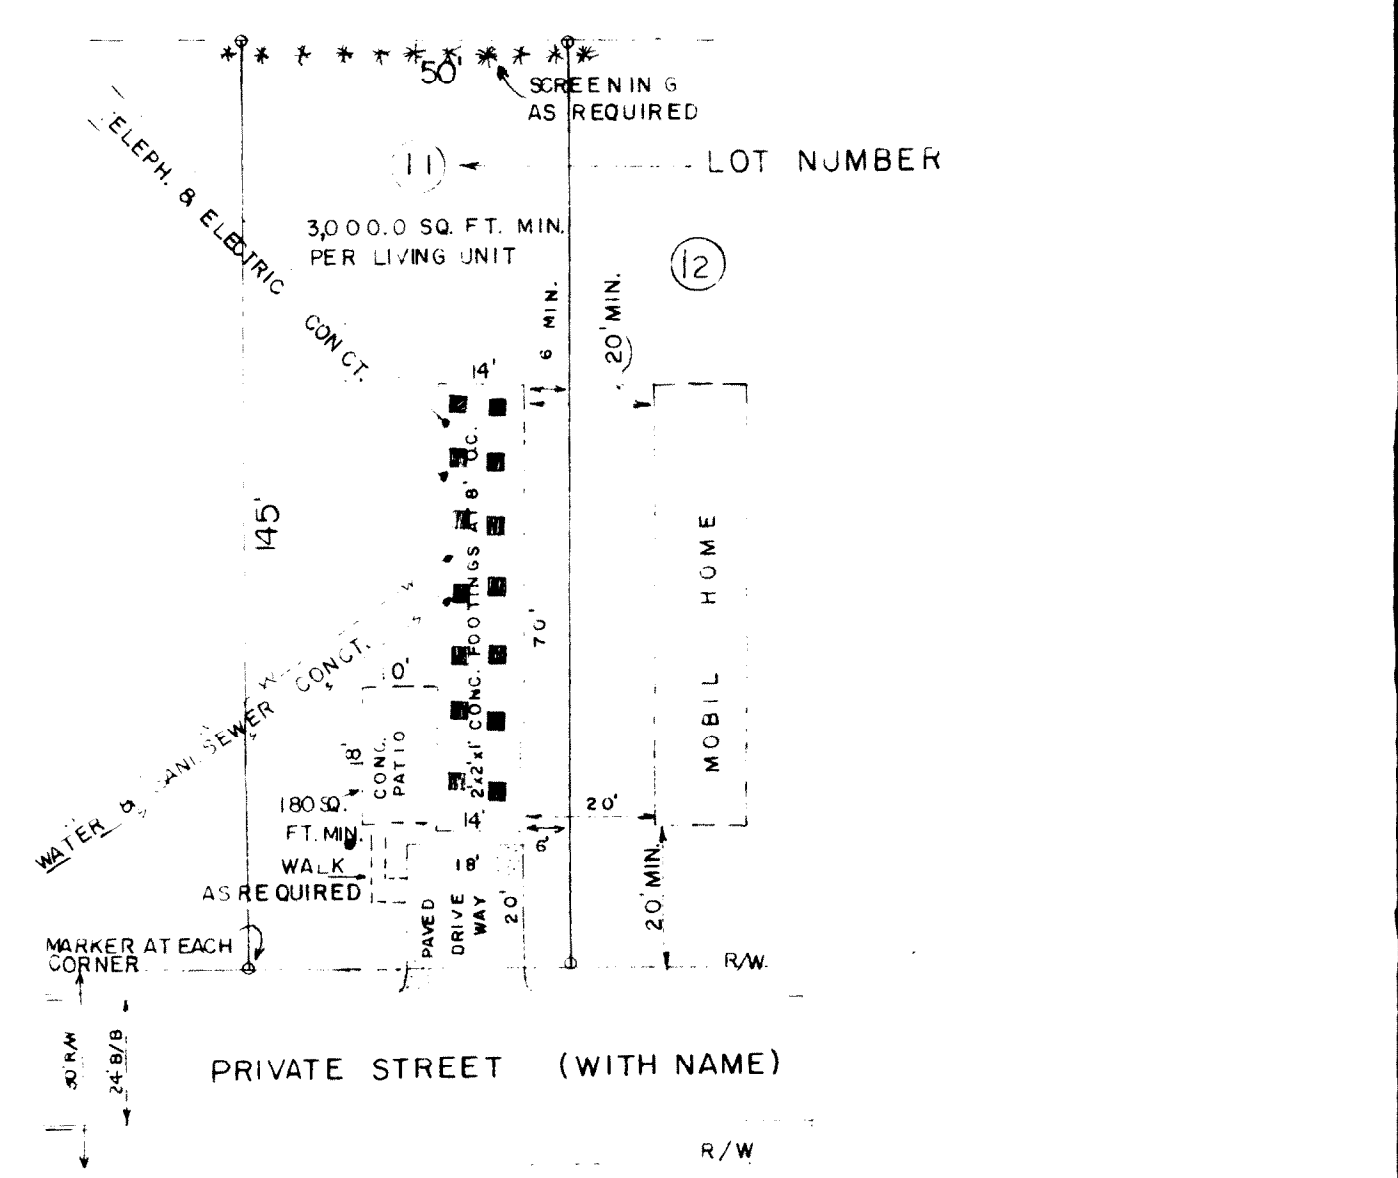 50'
SCREENING
AS REQUIRED
11
LOT NUMBER
ELEPH. & ELECTRIC CONCT.
3,000.0 SQ. FT. MIN.
PER LIVING UNIT
12
6 MIN.
20' MIN.
14'
145'
2'x2'x1' CONC. FOOTINGS AT 8' O.C.
70'
MOBIL HOME
WATER & SANI. SEWER CONCT.
10'
18'
CONC.
PATIO
180 SQ.
FT. MIN.
14
20'
6
WALK
AS REQUIRED
18'
PAVED
DRIVE
WAY
20'
20' MIN.
MARKER AT EACH
CORNER
R/W
R/W
24' B/B
PRIVATE STREET (WITH NAME)
R/W